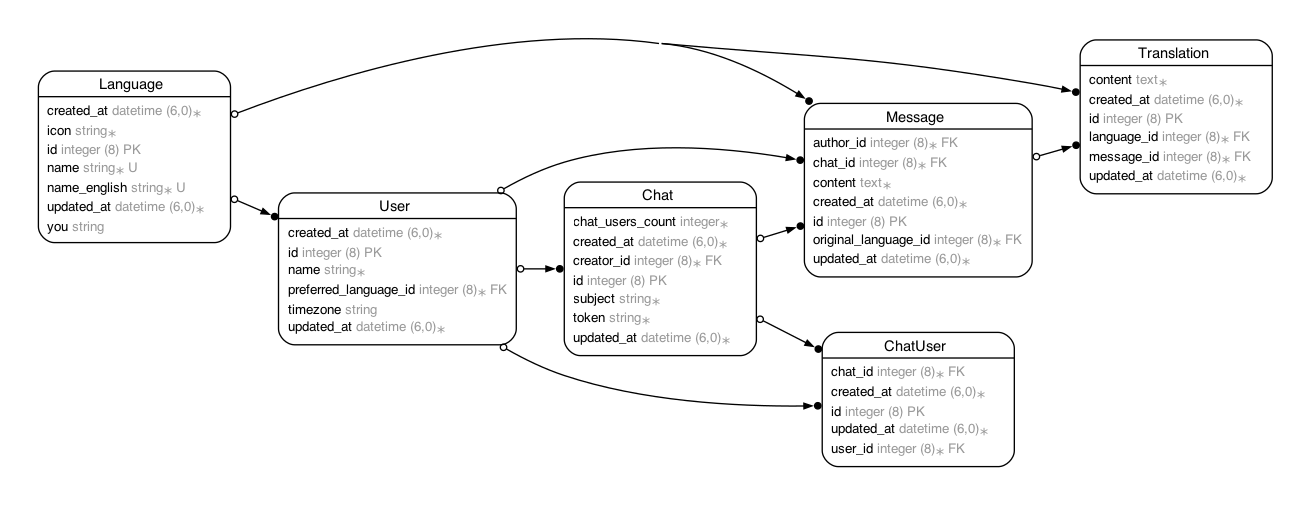 Language
created_at datetime (6,0)∗
icon string∗
id integer (8) PK
name string∗ U
name_english string∗ U
updated_at datetime (6,0)∗
you string
User
created_at datetime (6,0)∗
id integer (8) PK
name string∗
preferred_language_id integer (8)∗ FK
timezone string
updated_at datetime (6,0)∗
Chat
chat_users_count integer∗
created_at datetime (6,0)∗
creator_id integer (8)∗ FK
id integer (8) PK
subject string∗
token string∗
updated_at datetime (6,0)∗
Message
author_id integer (8)∗ FK
chat_id integer (8)∗ FK
content text∗
created_at datetime (6,0)∗
id integer (8) PK
original_language_id integer (8)∗ FK
updated_at datetime (6,0)∗
ChatUser
chat_id integer (8)∗ FK
created_at datetime (6,0)∗
id integer (8) PK
updated_at datetime (6,0)∗
user_id integer (8)∗ FK
Translation
content text∗
created_at datetime (6,0)∗
id integer (8) PK
language_id integer (8)∗ FK
message_id integer (8)∗ FK
updated_at datetime (6,0)∗